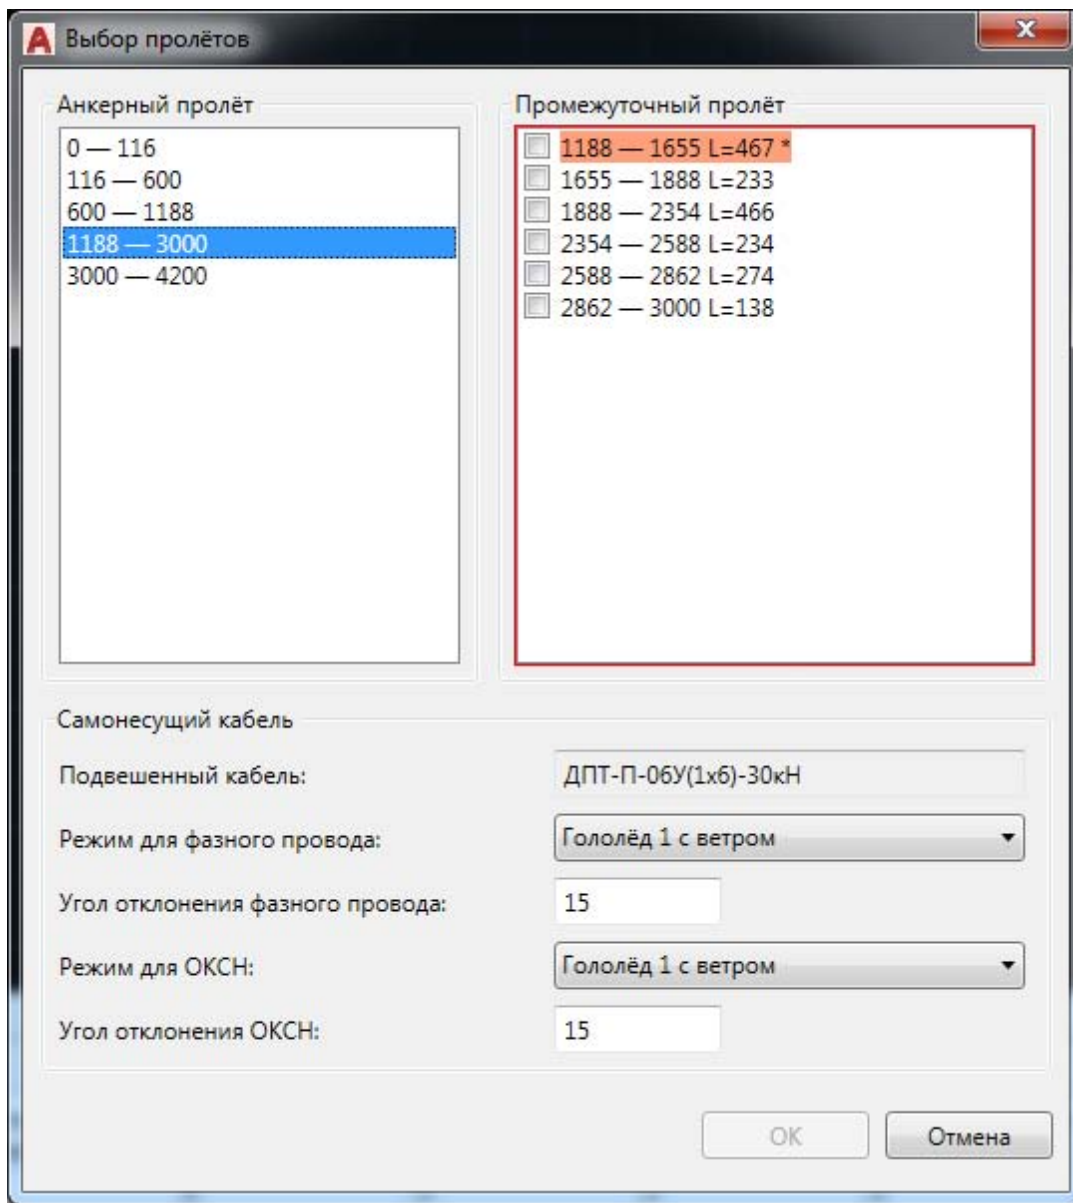 Выбор пролётов
Анкерный пролёт
0 — 116
116 — 600
600 — 1188
1188 — 3000
3000 — 4200
Промежуточный пролёт
1188 — 1655 L=467 *
1655 — 1888 L=233
1888 — 2354 L=466
2354 — 2588 L=234
2588 — 2862 L=274
2862 — 3000 L=138
Самонесущий кабель
Подвешенный кабель: ДПТ-П-06У(1х6)-30кН
Режим для фазного провода: Гололёд 1 с ветром
Угол отклонения фазного провода: 15
Режим для ОКСН: Гололёд 1 с ветром
Угол отклонения ОКСН: 15
ОК Отмена